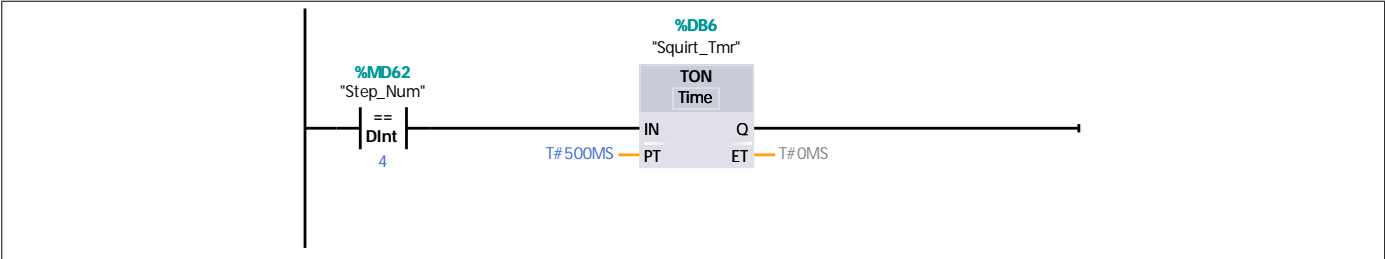 %DB6
"Squirt_Tmr"
%MD62
"Step_Num"
TON
Time
==
DInt
4
IN
Q
T#500MS
PT
ET
T#0MS